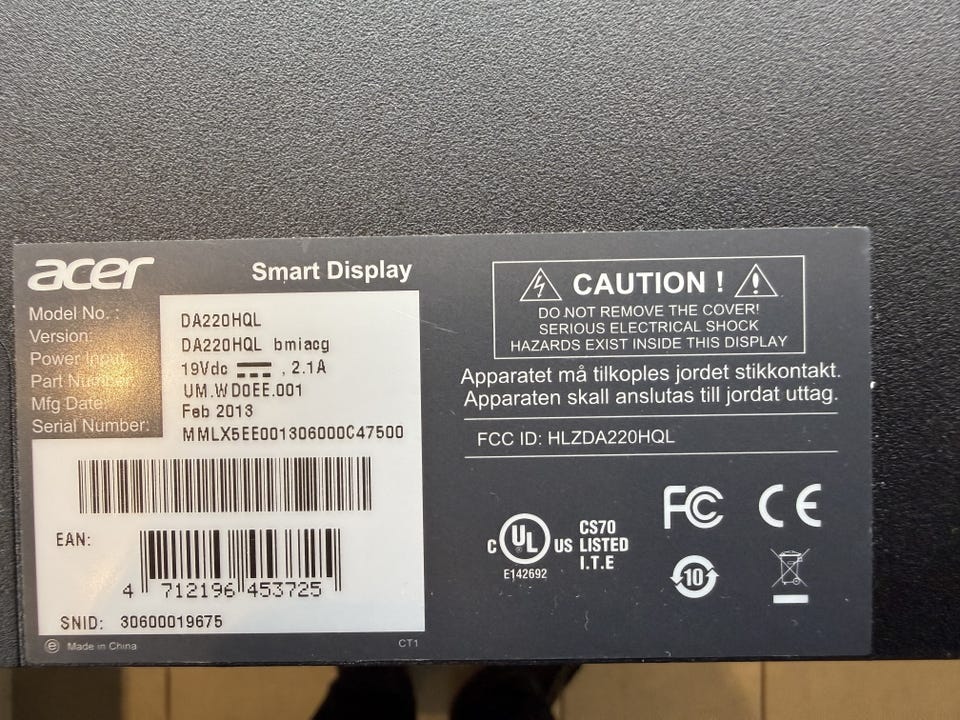 acer Smart Display
Model No. : DA220HQL
Version: DA220HQL bmiacg
Power Input: 19Vdc , 2.1A
Part Number: UM.WD0EE.001
Mfg Date: Feb 2013
Serial Number: MMLX5EE001306000C47500
EAN:
4 712196 453725
SNID: 30600019675
e Made in China
CT1
CAUTION !
DO NOT REMOVE THE COVER!
SERIOUS ELECTRICAL SHOCK
HAZARDS EXIST INSIDE THIS DISPLAY
Apparatet må tilkoples jordet stikkontakt.
Apparaten skall anslutas till jordat uttag.
FCC ID: HLZDA220HQL
FC CE
C UL US
E142692
CS70
LISTED
I.T.E
10